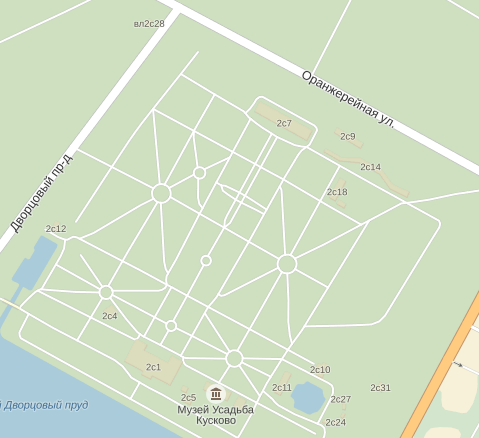 вл2с28
Оранжерейная ул.
2с7
2с9
2с14
2с18
Дворцовый пр-д
2с12
2с4
2с1
2с10
2с11
2с31
2с5
2с27
й Дворцовый пруд
Музей Усадьба
Кусково
2с24